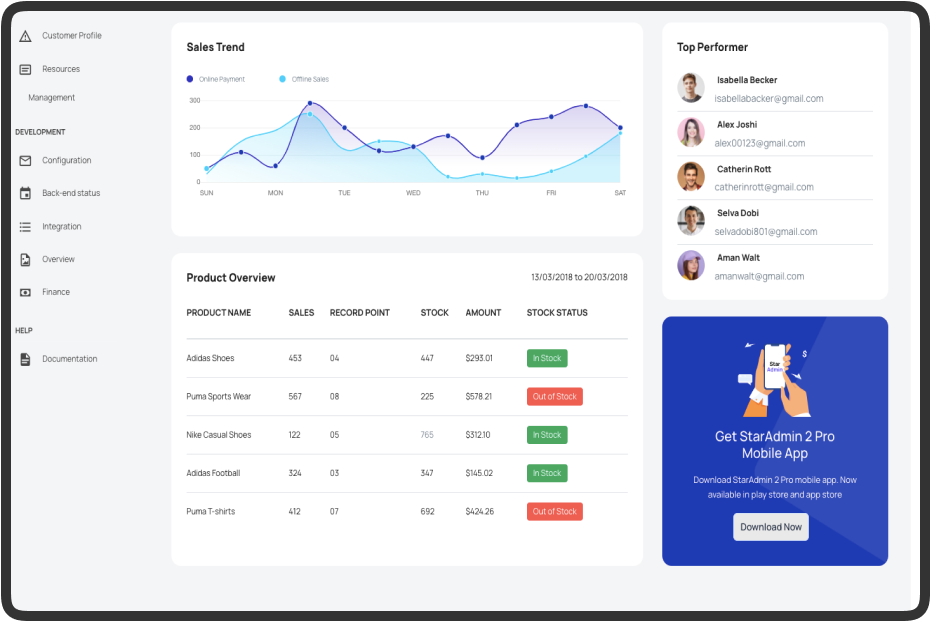 Customer Profile
Resources
Management
DEVELOPMENT
Configuration
Back-end status
Integration
Overview
Finance
HELP
Documentation
Sales Trend
Online Payment Offline Sales
300
200
100
0
SUN MON TUE WED THU FRI SAT
Product Overview 13/03/2018 to 20/03/2018
PRODUCT NAME SALES RECORD POINT STOCK AMOUNT STOCK STATUS
Adidas Shoes 453 04 447 $293.01 In Stock
Puma Sports Wear 567 08 225 $578.21 Out of Stock
Nike Casual Shoes 122 05 765 $312.10 In Stock
Adidas Football 324 03 347 $145.02 In Stock
Puma T-shirts 412 07 692 $424.26 Out of Stock
Top Performer
Isabella Becker
isabellabacker@gmail.com
Alex Joshi
alex00123@gmail.com
Catherin Rott
catherinrott@gmail.com
Selva Dobi
selvadobi801@gmail.com
Aman Walt
amanwalt@gmail.com
$
Star
Admin
Get StarAdmin 2 Pro
Mobile App
Download StarAdmin 2 Pro mobile app. Now
available in play store and app store
Download Now